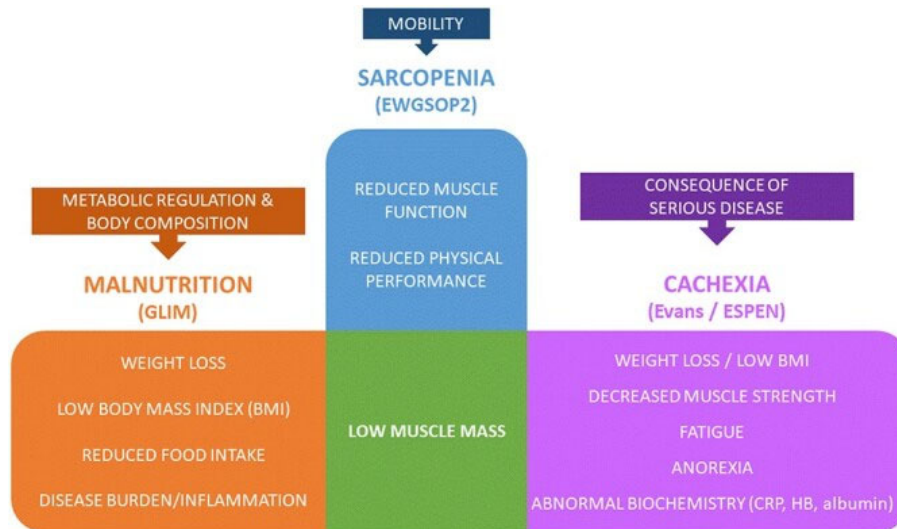 MOBILITY
SARCOPENIA
(EWGSOP2)
REDUCED MUSCLE
FUNCTION
REDUCED PHYSICAL
PERFORMANCE
METABOLIC REGULATION &
BODY COMPOSITION
MALNUTRITION
(GLIM)
WEIGHT LOSS
LOW BODY MASS INDEX (BMI)
REDUCED FOOD INTAKE
DISEASE BURDEN/INFLAMMATION
LOW MUSCLE MASS
CONSEQUENCE OF
SERIOUS DISEASE
CACHEXIA
(Evans / ESPEN)
WEIGHT LOSS / LOW BMI
DECREASED MUSCLE STRENGTH
FATIGUE
ANOREXIA
ABNORMAL BIOCHEMISTRY (CRP, HB, albumin)